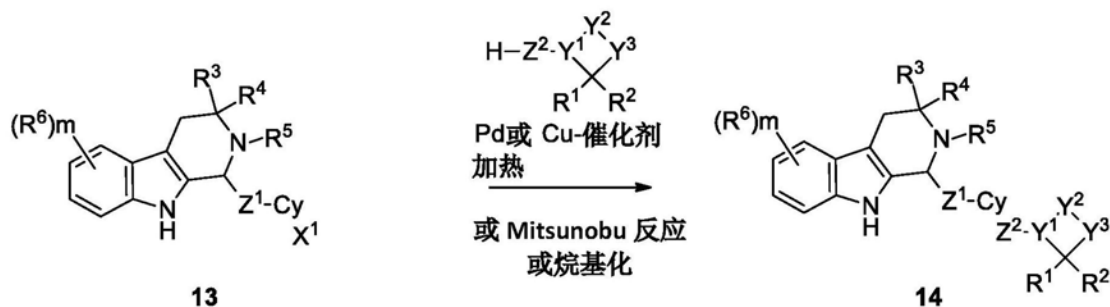 Y²
H-Z²-Y¹ Y³
R¹ R²
Pd或 Cu-催化剂
加热
或 Mitsunobu 反应
或烷基化
R³
R⁴
(R⁶)m
N-R⁵
N
H
Z¹-Cy
X¹
13
R³
R⁴
(R⁶)m
N-R⁵
N
H
Z¹-Cy
Y²
Z²-Y¹ Y³
R¹ R²
14